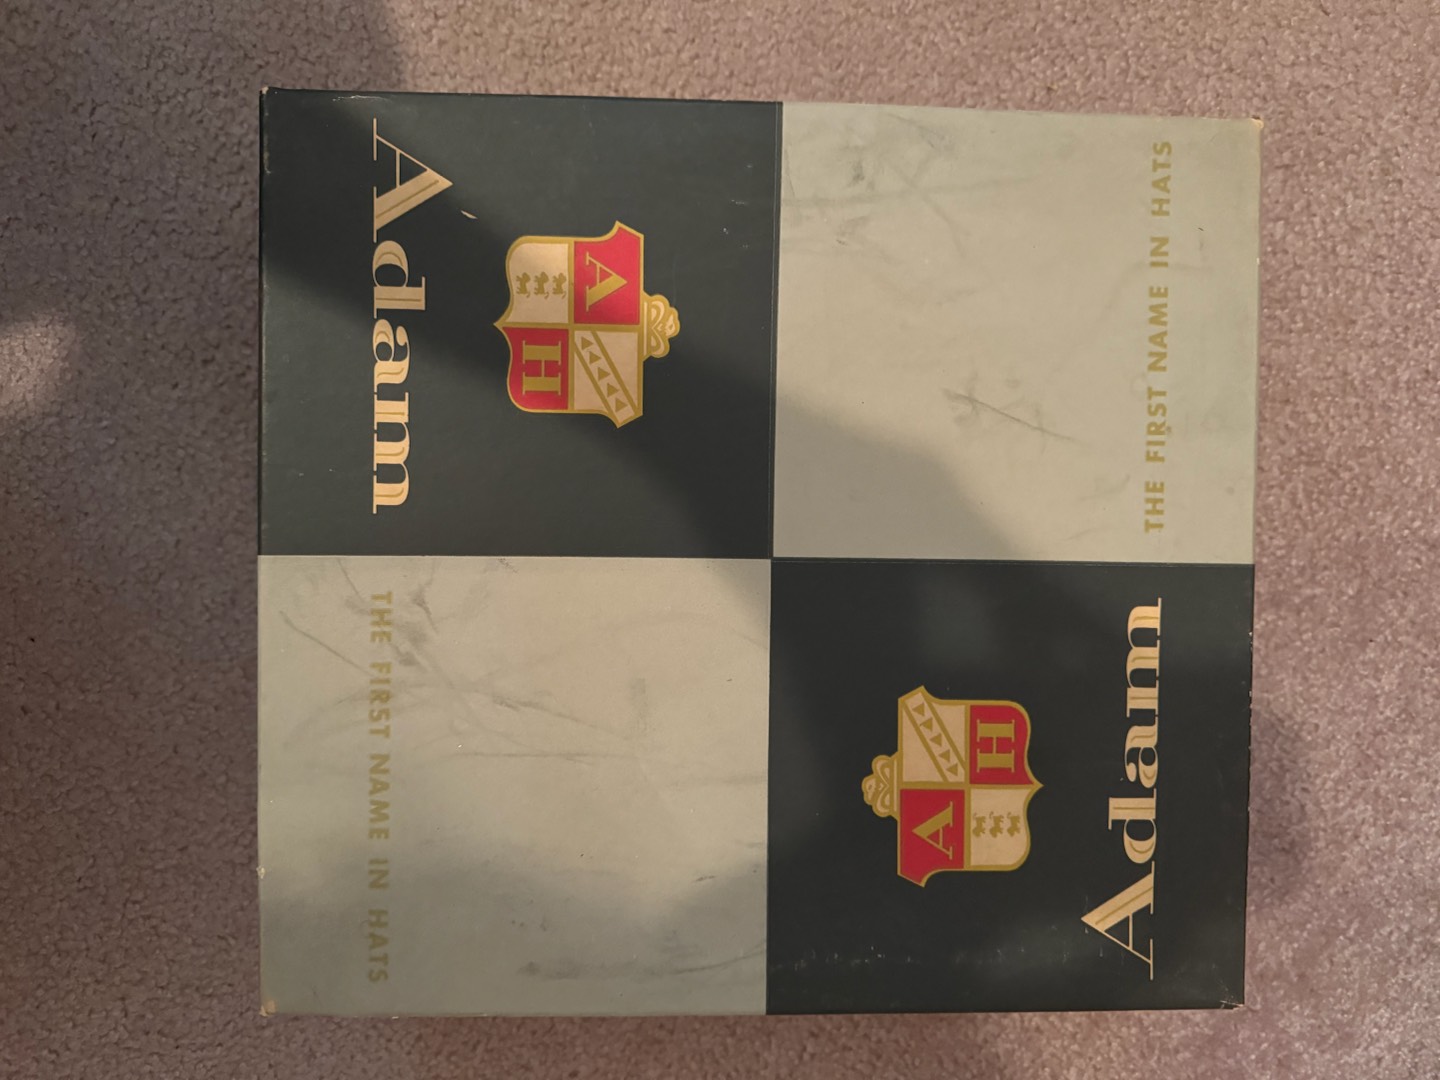 Adam
A
H
THE FIRST NAME IN HATS
Adam
A
H
THE FIRST NAME IN HATS